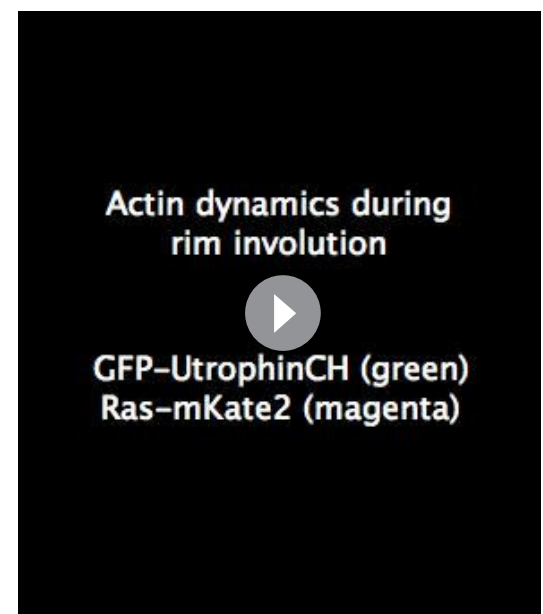 Actin dynamics during
rim involution
GFP–UtrophinCH (green)
Ras–mKate2 (magenta)